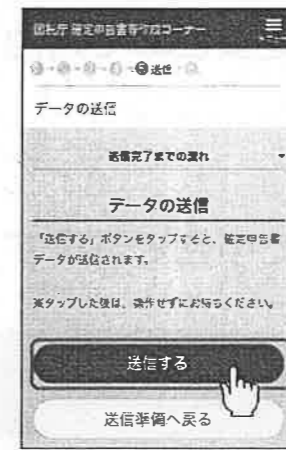 国税庁 確定申告書等作成コーナー
⑤送信
データの送信
送信完了までの流れ
データの送信
「送信する」ボタンをタップすると、確定申告書
データが送信されます。
※タップした後は、操作せずにお待ちください。
送信する
送信準備へ戻る